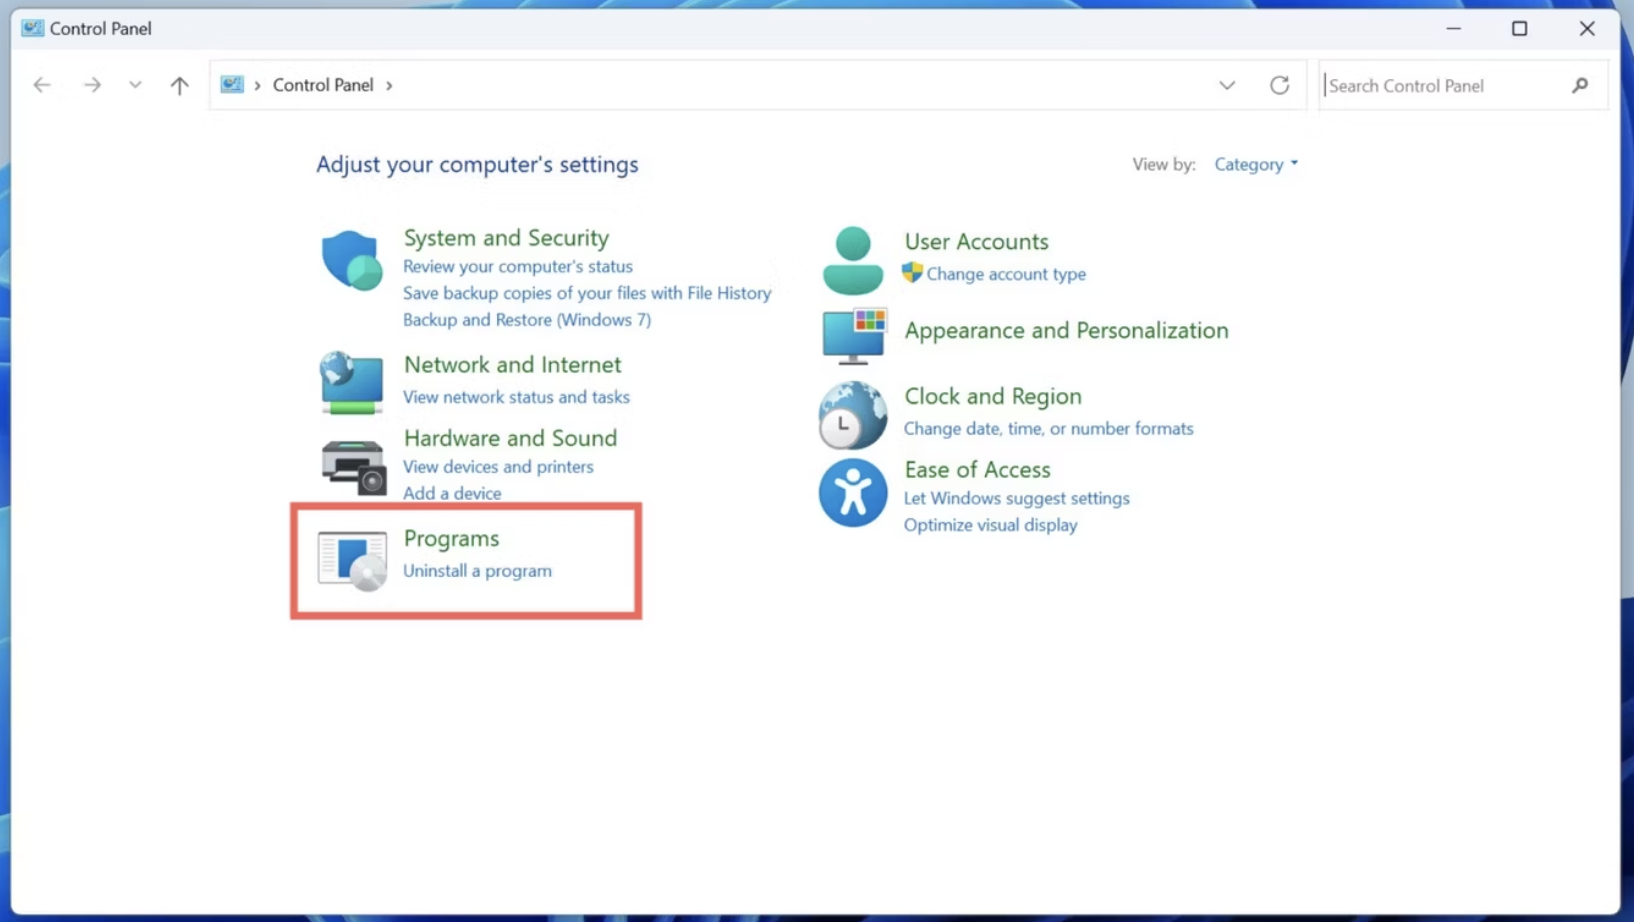 Control Panel
Control Panel
Search Control Panel
Adjust your computer's settings
View by: Category
System and Security
Review your computer's status
Save backup copies of your files with File History
Backup and Restore (Windows 7)
Network and Internet
View network status and tasks
Hardware and Sound
View devices and printers
Add a device
Programs
Uninstall a program
User Accounts
Change account type
Appearance and Personalization
Clock and Region
Change date, time, or number formats
Ease of Access
Let Windows suggest settings
Optimize visual display